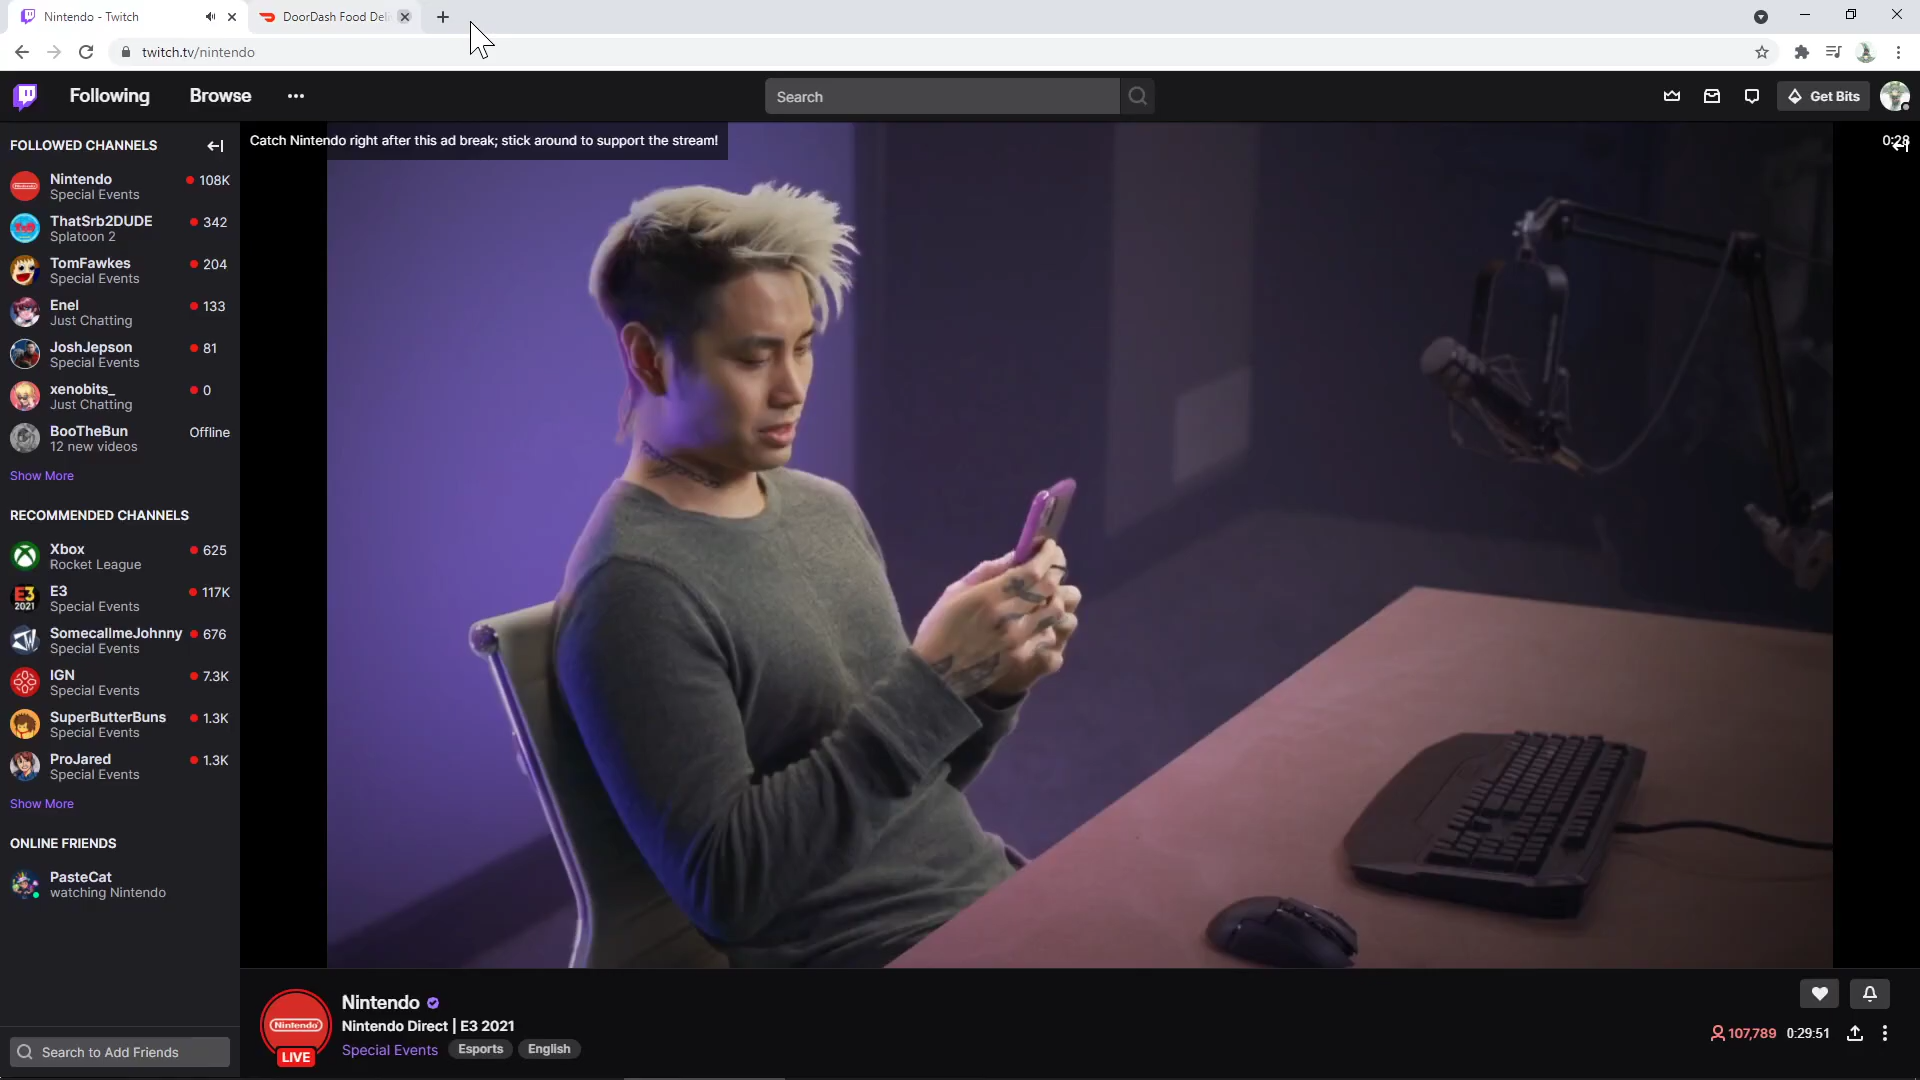 Nintendo - Twitch
DoorDash Food Deli
twitch.tv/nintendo
Following
Browse
Search
Get Bits
FOLLOWED CHANNELS
Catch Nintendo right after this ad break; stick around to support the stream!
0:28
Nintendo 108K
Special Events
ThatSrb2DUDE 342
Splatoon 2
TomFawkes 204
Special Events
Enel 133
Just Chatting
JoshJepson 81
Special Events
xenobits_ 0
Just Chatting
BooTheBun Offline
12 new videos
Show More
RECOMMENDED CHANNELS
Xbox 625
Rocket League
E3 117K
Special Events
SomecallmeJohnny 676
Special Events
IGN 7.3K
Special Events
SuperButterBuns 1.3K
Special Events
ProJared 1.3K
Special Events
Show More
ONLINE FRIENDS
PasteCat
watching Nintendo
Search to Add Friends
Nintendo
LIVE
Nintendo
Nintendo Direct | E3 2021
Special Events Esports English
107,789 0:29:51